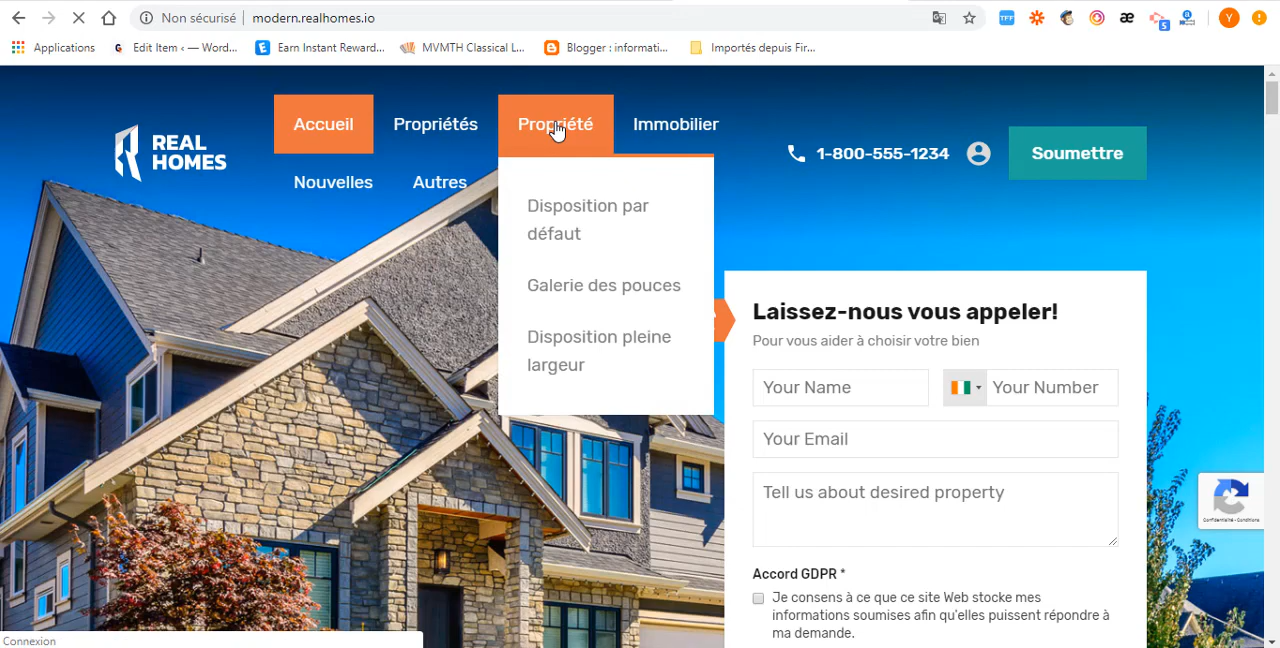 Non sécurisé | modern.realhomes.io
TFF
æ
5
Y
Applications
G Edit Item ‹ — Word...
E Earn Instant Reward...
MVMTH Classical L...
Blogger : informati...
Importés depuis Fir...
REAL
HOMES
Accueil
Propriétés
Propriété
Immobilier
Nouvelles
Autres
1-800-555-1234
Soumettre
Disposition par
défaut
Galerie des pouces
Disposition pleine
largeur
Laissez-nous vous appeler!
Pour vous aider à choisir votre bien
Your Name
Your Number
Your Email
Tell us about desired property
Accord GDPR *
Je consens à ce que ce site Web stocke mes
informations soumises afin qu'elles puissent répondre à
ma demande.
Confidentialité - Conditions
Connexion